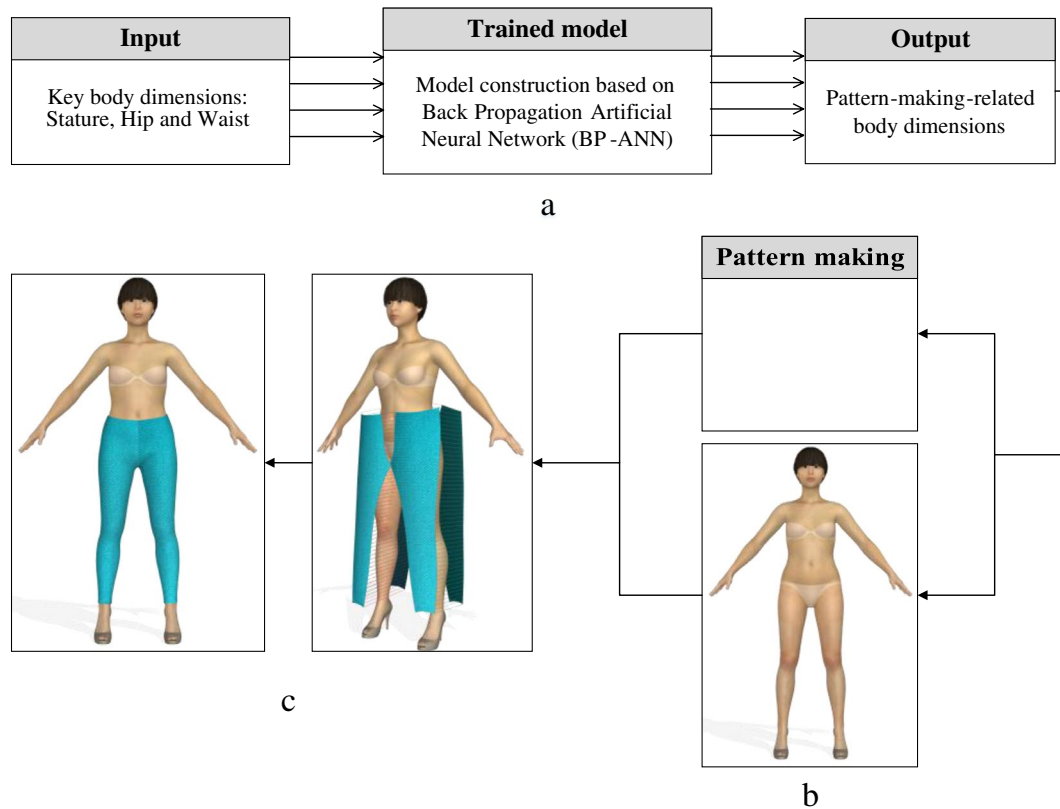 Input
Key body dimensions:
Stature, Hip and Waist
Trained model
Model construction based on
Back Propagation Artificial
Neural Network (BP -ANN)
Output
Pattern-making-related
body dimensions
a
Pattern making
c
b